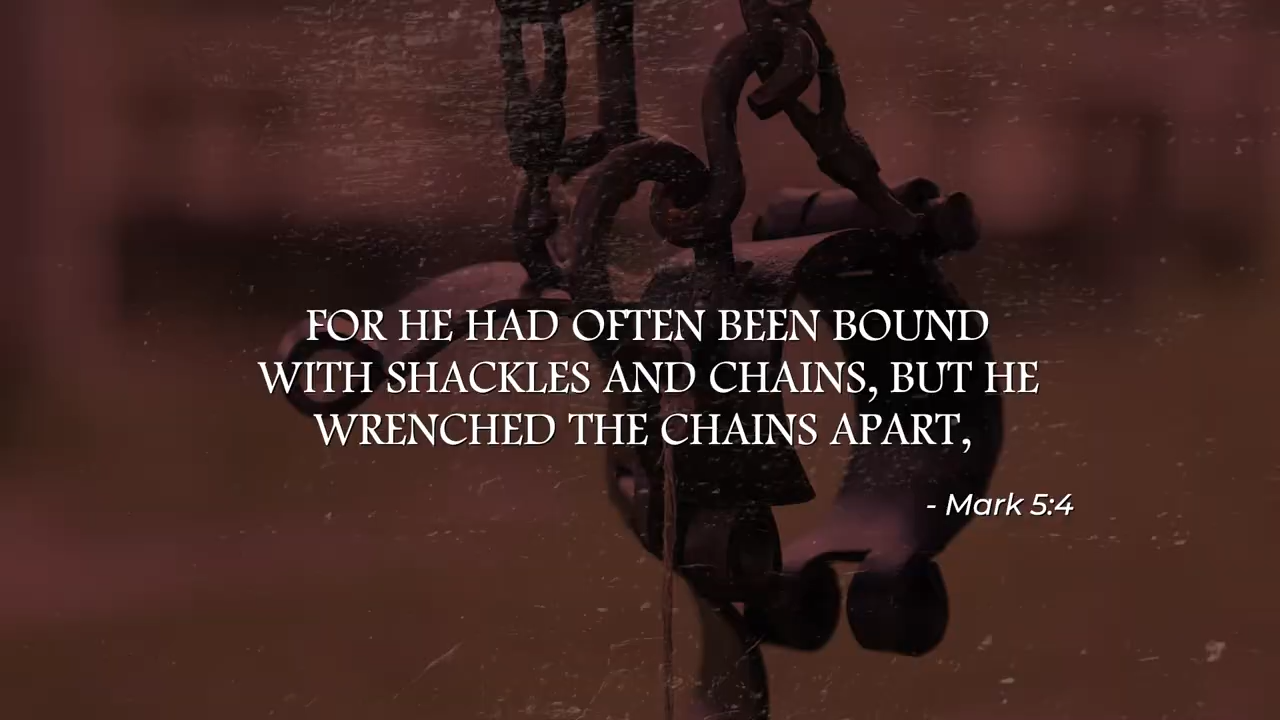 FOR HE HAD OFTEN BEEN BOUND
WITH SHACKLES AND CHAINS, BUT HE
WRENCHED THE CHAINS APART,
- Mark 5:4